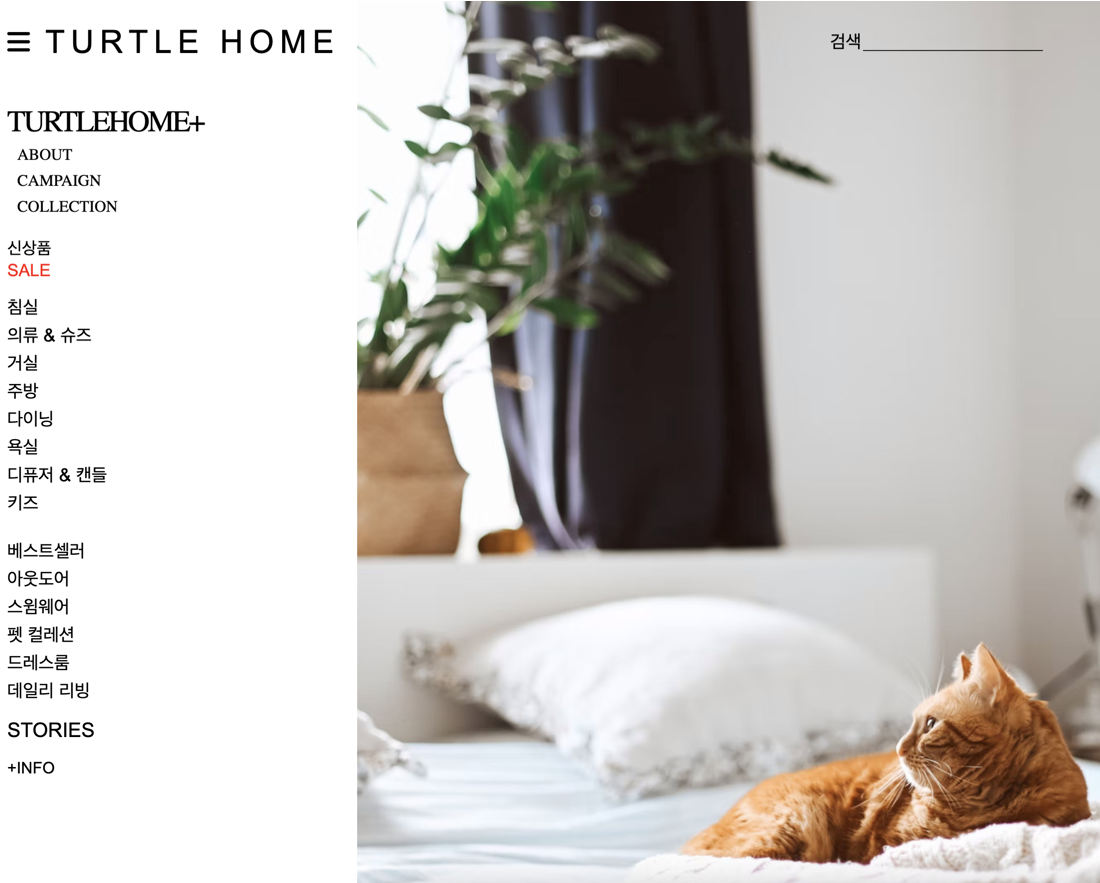 TURTLE HOME
검색
TURTLEHOME+
ABOUT
CAMPAIGN
COLLECTION
신상품
SALE
침실
의류 & 슈즈
거실
주방
다이닝
욕실
디퓨저 & 캔들
키즈
베스트셀러
아웃도어
스윔웨어
펫 컬레션
드레스룸
데일리 리빙
STORIES
+INFO